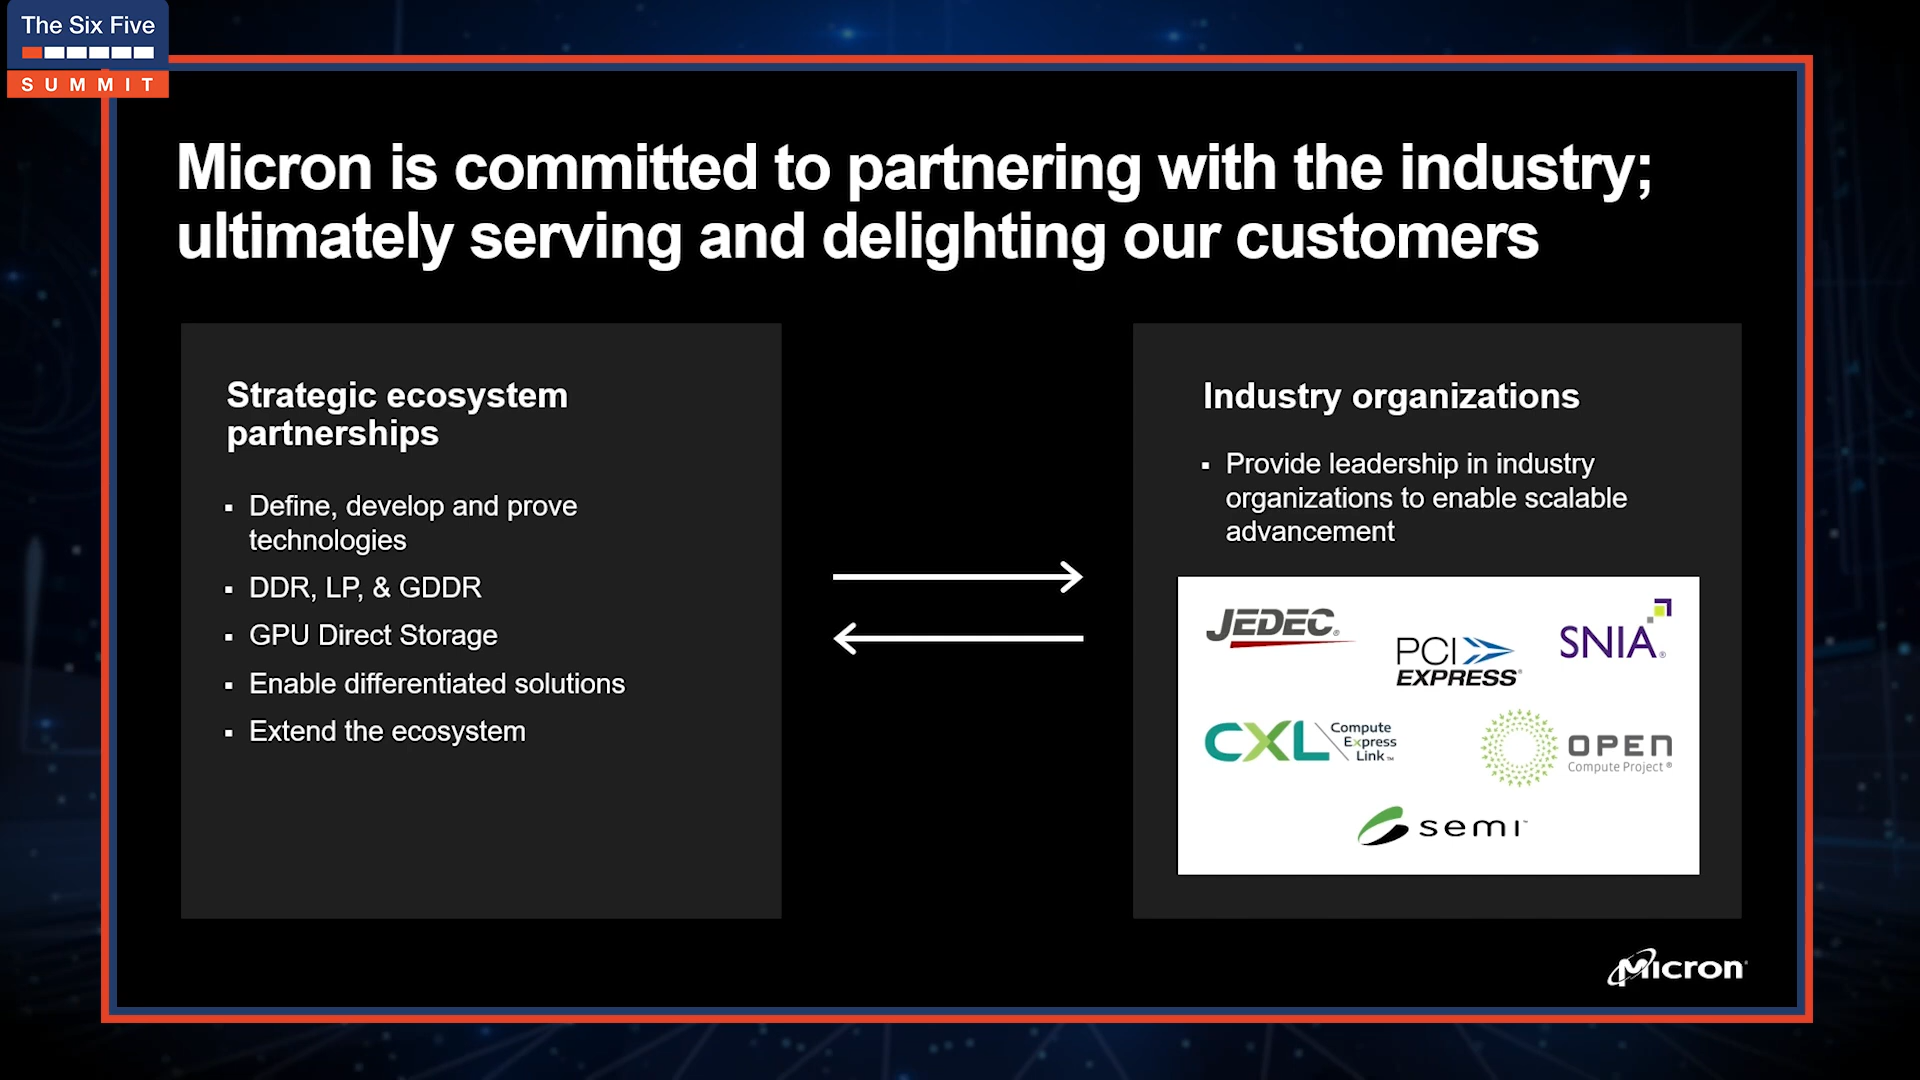 The Six Five
SUMMIT
Micron is committed to partnering with the industry;
ultimately serving and delighting our customers
Strategic ecosystem
partnerships
▪ Define, develop and prove
technologies
▪ DDR, LP, & GDDR
▪ GPU Direct Storage
▪ Enable differentiated solutions
▪ Extend the ecosystem
Industry organizations
▪ Provide leadership in industry
organizations to enable scalable
advancement
JEDEC®
PCI
EXPRESS®
SNIA®
CXL
Compute
Express
Link™
OPEN
Compute Project®
semi™
Micron®